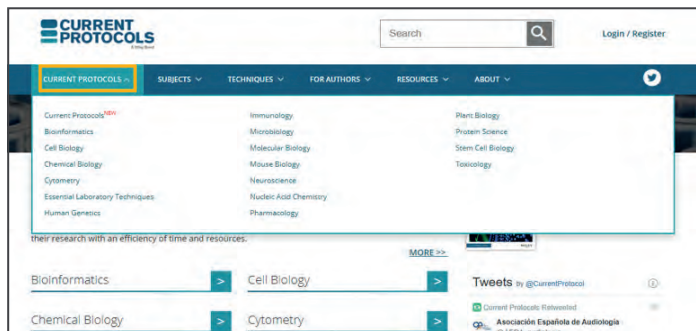 CURRENT
PROTOCOLS
A Wiley Brand
Search
Login / Register
CURRENT PROTOCOLS
SUBJECTS
TECHNIQUES
FOR AUTHORS
RESOURCES
ABOUT
Current Protocols NEW
Bioinformatics
Cell Biology
Chemical Biology
Cytometry
Essential Laboratory Techniques
Human Genetics
Immunology
Microbiology
Molecular Biology
Mouse Biology
Neuroscience
Nucleic Acid Chemistry
Pharmacology
Plant Biology
Protein Science
Stem Cell Biology
Toxicology
their research with an efficiency of time and resources.
MORE >>
Bioinformatics >
Cell Biology >
Tweets by @CurrentProtocol
Chemical Biology >
Cytometry >
Current Protocols Retweeted
Asociación Española de Audiología